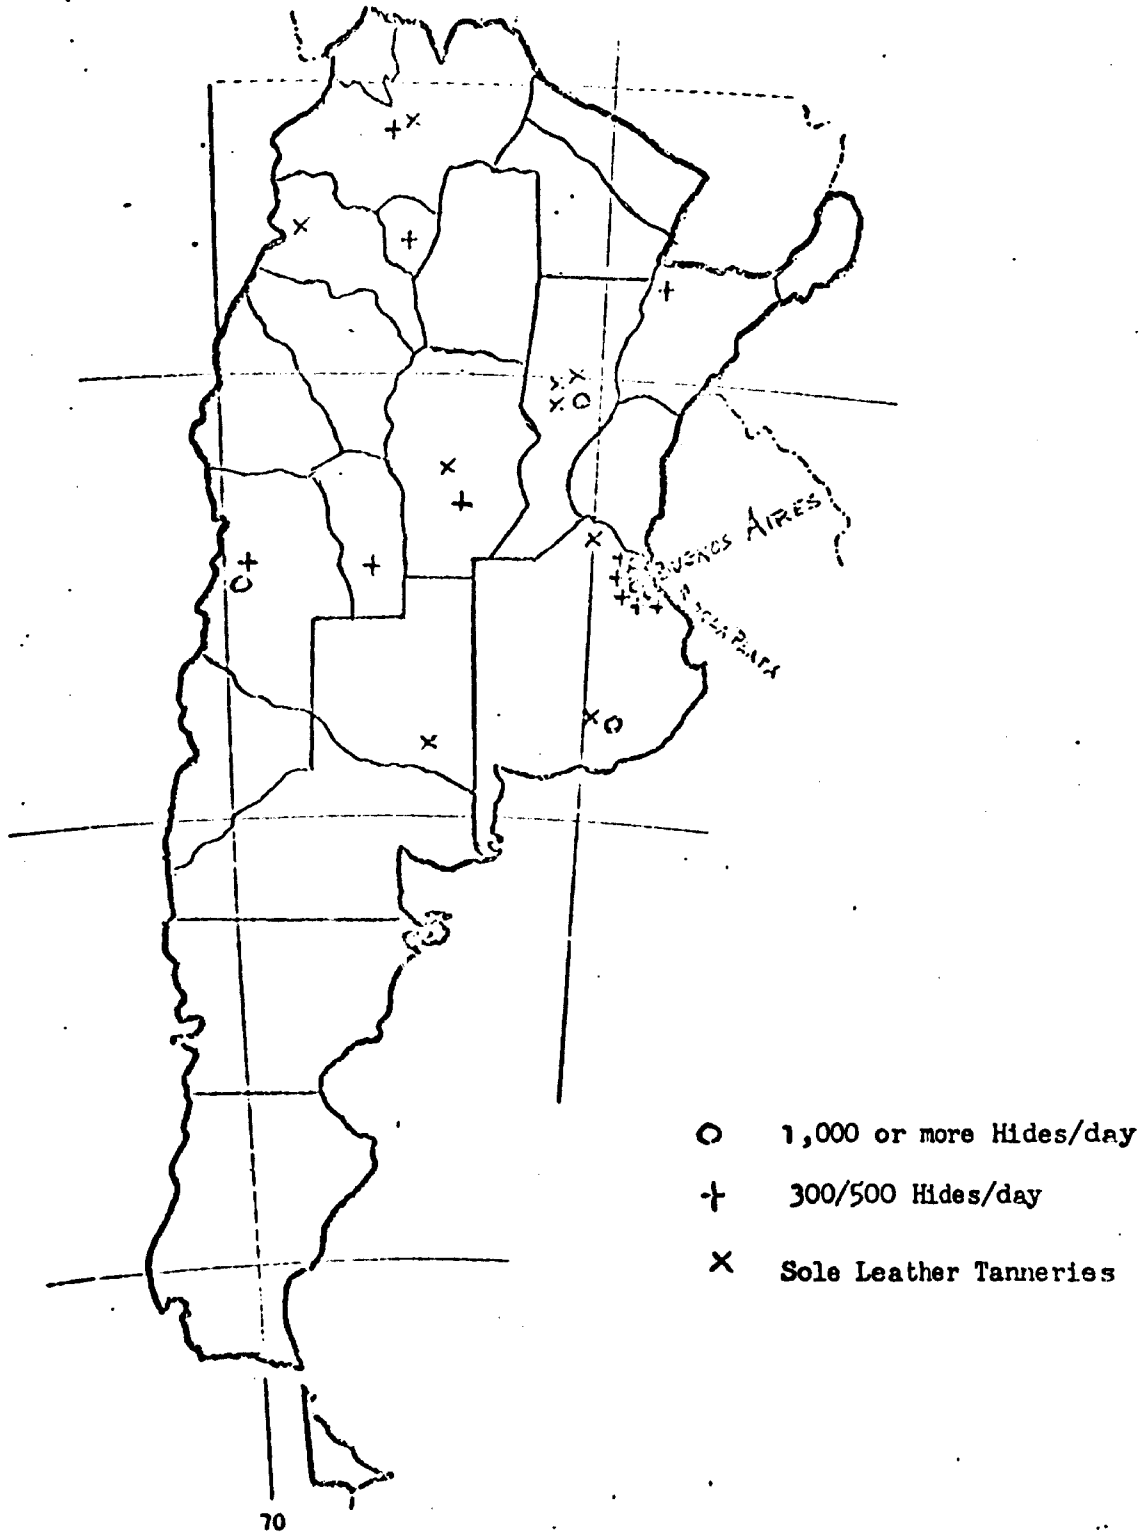 BUENOS AIRES
1,000 or more Hides/day
300/500 Hides/day
Sole Leather Tanneries
70